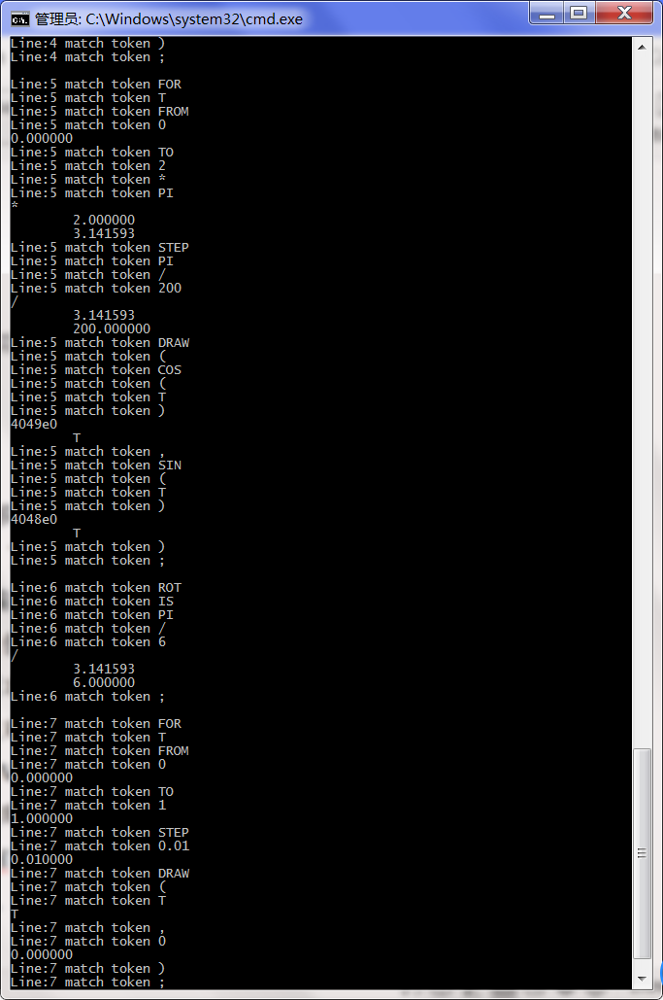 管理员: C:\Windows\system32\cmd.exe
Line:4 match token )
Line:4 match token ;
Line:5 match token FOR
Line:5 match token T
Line:5 match token FROM
Line:5 match token 0
0.000000
Line:5 match token TO
Line:5 match token 2
Line:5 match token *
Line:5 match token PI
*
2.000000
3.141593
Line:5 match token STEP
Line:5 match token PI
Line:5 match token /
Line:5 match token 200
/
3.141593
200.000000
Line:5 match token DRAW
Line:5 match token (
Line:5 match token COS
Line:5 match token (
Line:5 match token T
Line:5 match token )
4049e0
T
Line:5 match token ,
Line:5 match token SIN
Line:5 match token (
Line:5 match token T
Line:5 match token )
4048e0
T
Line:5 match token )
Line:5 match token ;
Line:6 match token ROT
Line:6 match token IS
Line:6 match token PI
Line:6 match token /
Line:6 match token 6
/
3.141593
6.000000
Line:6 match token ;
Line:7 match token FOR
Line:7 match token T
Line:7 match token FROM
Line:7 match token 0
0.000000
Line:7 match token TO
Line:7 match token 1
1.000000
Line:7 match token STEP
Line:7 match token 0.01
0.010000
Line:7 match token DRAW
Line:7 match token (
Line:7 match token T
T
Line:7 match token ,
Line:7 match token 0
0.000000
Line:7 match token )
Line:7 match token ;